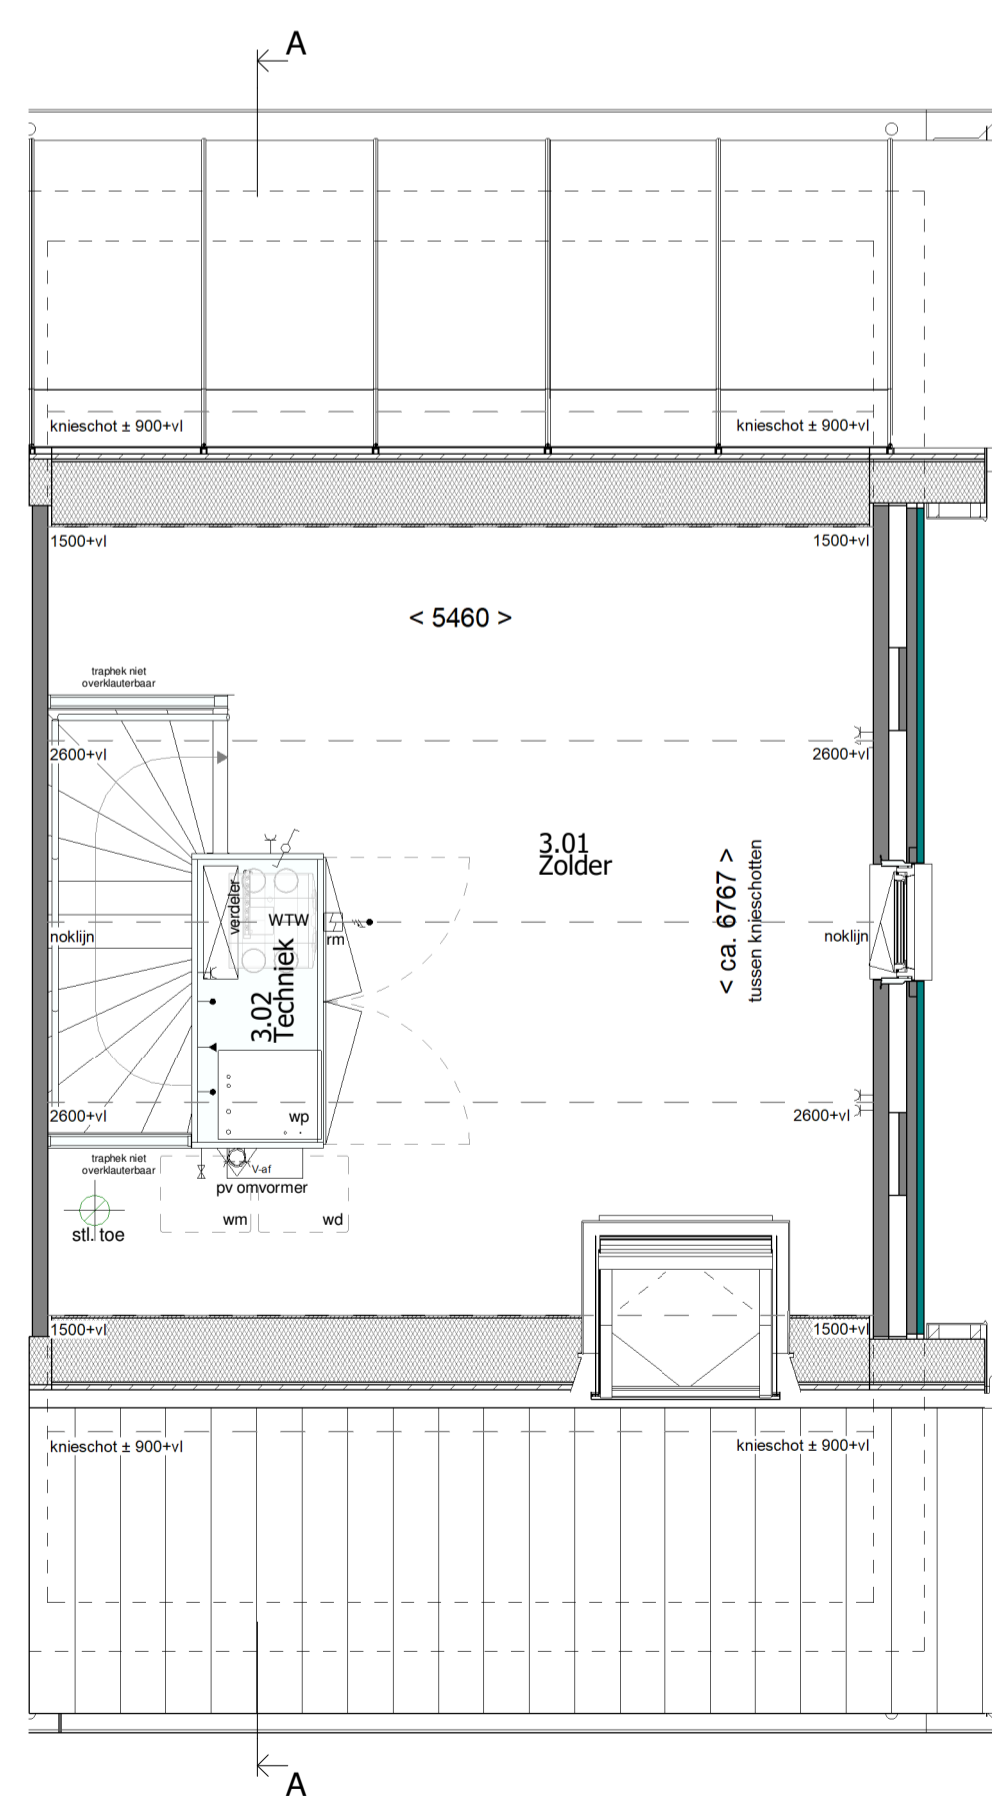 A
knieschot ± 900+vl
knieschot ± 900+vl
1500+vl
1500+vl
< 5460 >
traphek niet
overklauterbaar
2600+vl
2600+vl
3.01
Zolder
< ca. 6767 >
tussen knieschotten
verdeler
WTW
rm
noklijn
noklijn
3.02
Techniek
wp
2600+vl
2600+vl
traphek niet
overklauterbaar
V-af
pv omvormer
wm
wd
stl. toe
1500+vl
1500+vl
knieschot ± 900+vl
knieschot ± 900+vl
A